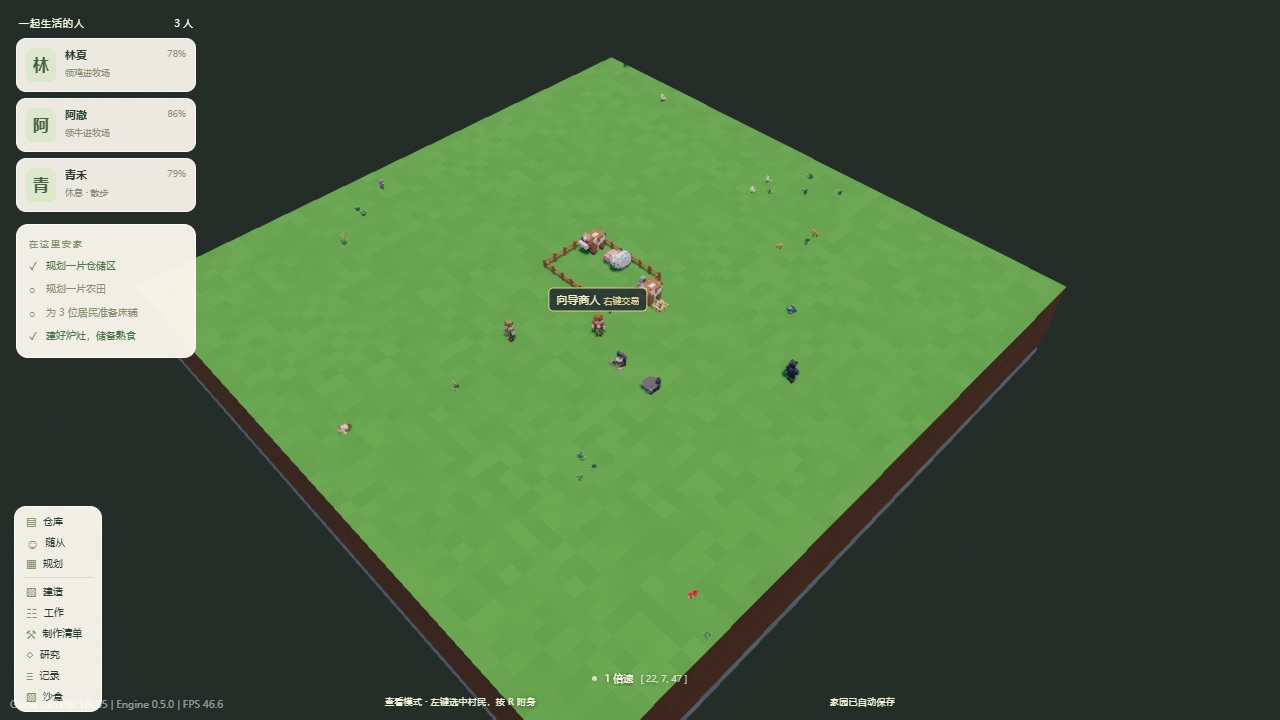 一起生活的人 3 人
林 林夏 78%
领鸡进牧场
阿 阿澈 86%
领牛进牧场
青 青禾 79%
休息 · 散步
在这里安家
✓ 规划一片仓储区
○ 规划一片农田
○ 为 3 位居民准备床铺
✓ 建好炉灶，储备熟食
向导商人 右键交易
仓库
随从
规划
建造
工作
制作清单
研究
记录
沙盒
1 倍速 [ 22, 7, 47 ]
| Engine 0.5.0 | FPS 46.6
查看模式 · 左键选中村民，按 R 附身
家园已自动保存